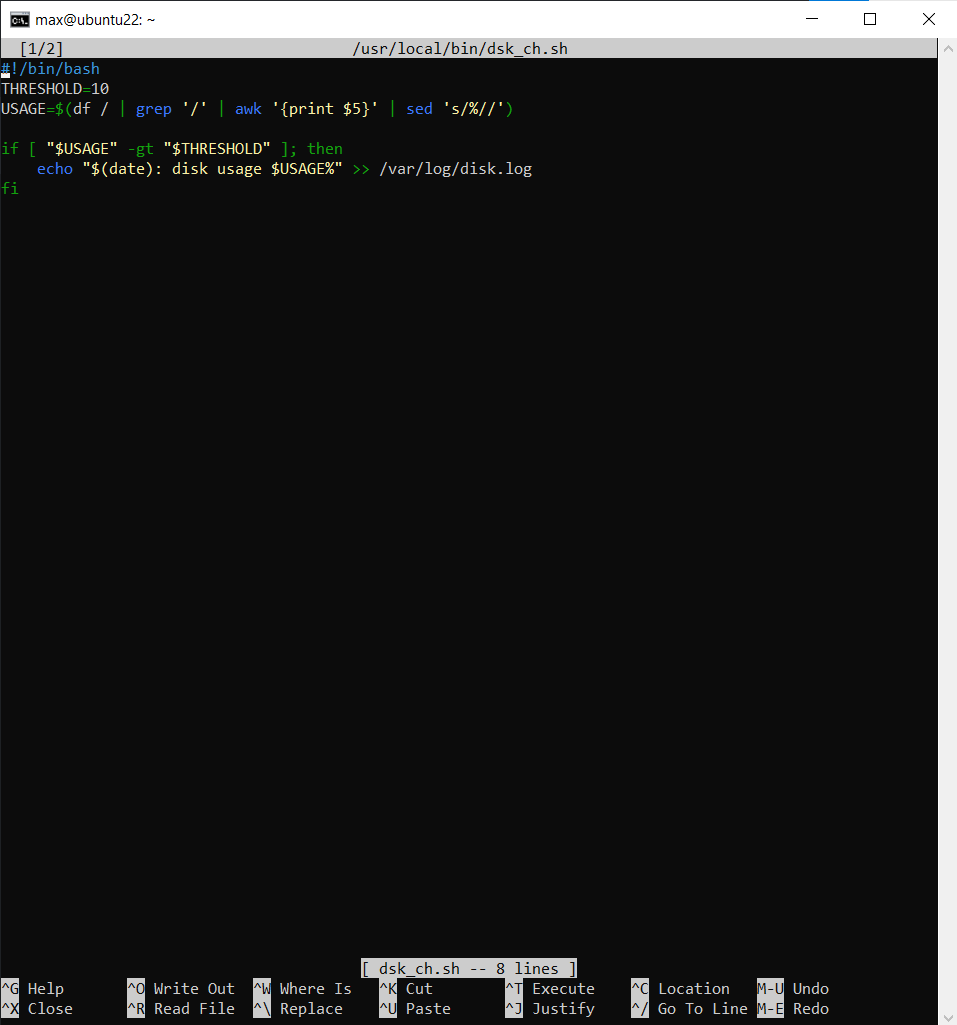 max@ubuntu22: ~
[1/2] /usr/local/bin/dsk_ch.sh
#!/bin/bash
THRESHOLD=10
USAGE=$(df / | grep '/' | awk '{print $5}' | sed 's/%//')

if [ "$USAGE" -gt "$THRESHOLD" ]; then
    echo "$(date): disk usage $USAGE%" >> /var/log/disk.log
fi
[ dsk_ch.sh -- 8 lines ]
^G Help ^O Write Out ^W Where Is ^K Cut ^T Execute ^C Location M-U Undo
^X Close ^R Read File ^\ Replace ^U Paste ^J Justify ^/ Go To Line M-E Redo